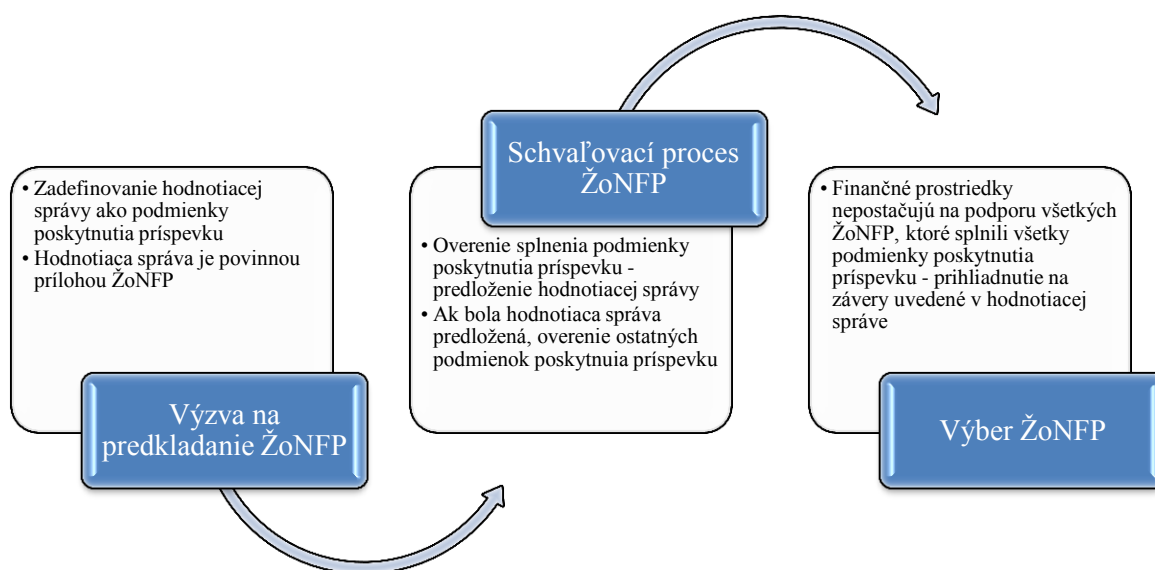 • Zadefinovanie hodnotiacej
správy ako podmienky
poskytnutia príspevku
• Hodnotiaca správa je povinnou
prílohou ŽoNFP
Výzva na
predkladanie ŽoNFP
Schvaľovací proces
ŽoNFP
• Overenie splnenia podmienky
poskytnutia príspevku -
predloženie hodnotiacej správy
• Ak bola hodnotiaca správa
predložená, overenie ostatných
podmienok poskytnuia príspevku
• Finančné prostriedky
nepostačujú na podporu všetkých
ŽoNFP, ktoré splnili všetky
podmienky poskytnutia
príspevku - prihliadnutie na
závery uvedené v hodnotiacej
správe
Výber ŽoNFP